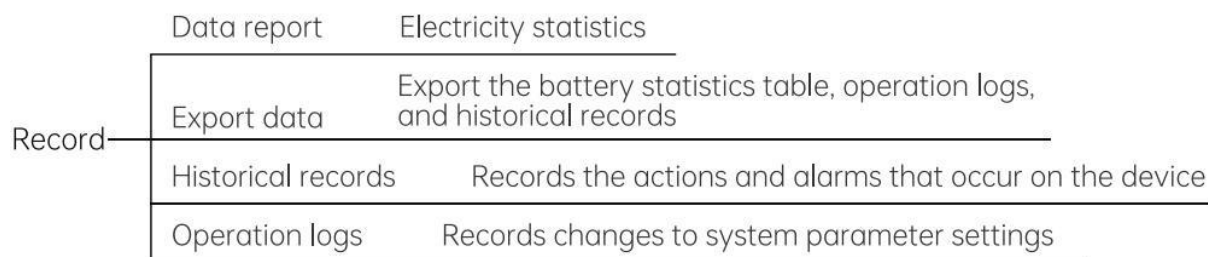 Data report Electricity statistics
Export the battery statistics table, operation logs,
Export data and historical records
Record
Historical records Records the actions and alarms that occur on the device
Operation logs Records changes to system parameter settings